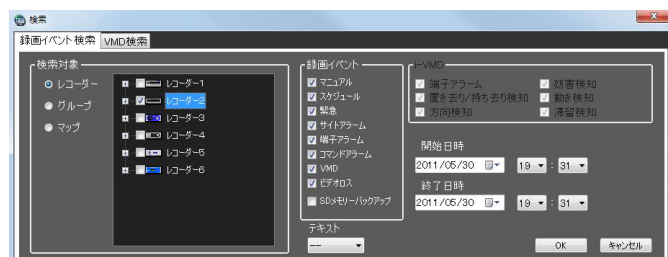 検索
録画イベント検索 VMD検索
検索対象
レコーダー
グループ
マップ
レコーダー1
レコーダー2
レコーダー3
レコーダー4
レコーダー5
レコーダー6
録画イベント
マニュアル
スケジュール
緊急
サイトアラーム
端子アラーム
コマンドアラーム
VMD
ビデオロス
SDメモリーバックアップ
テキスト
--
i-VMD
端子アラーム 妨害検知
置き去り/持ち去り検知 動き検知
方向検知 滞留検知
開始日時
2011/05/30 19 : 31
終了日時
2011/05/30 19 : 31
OK キャンセル